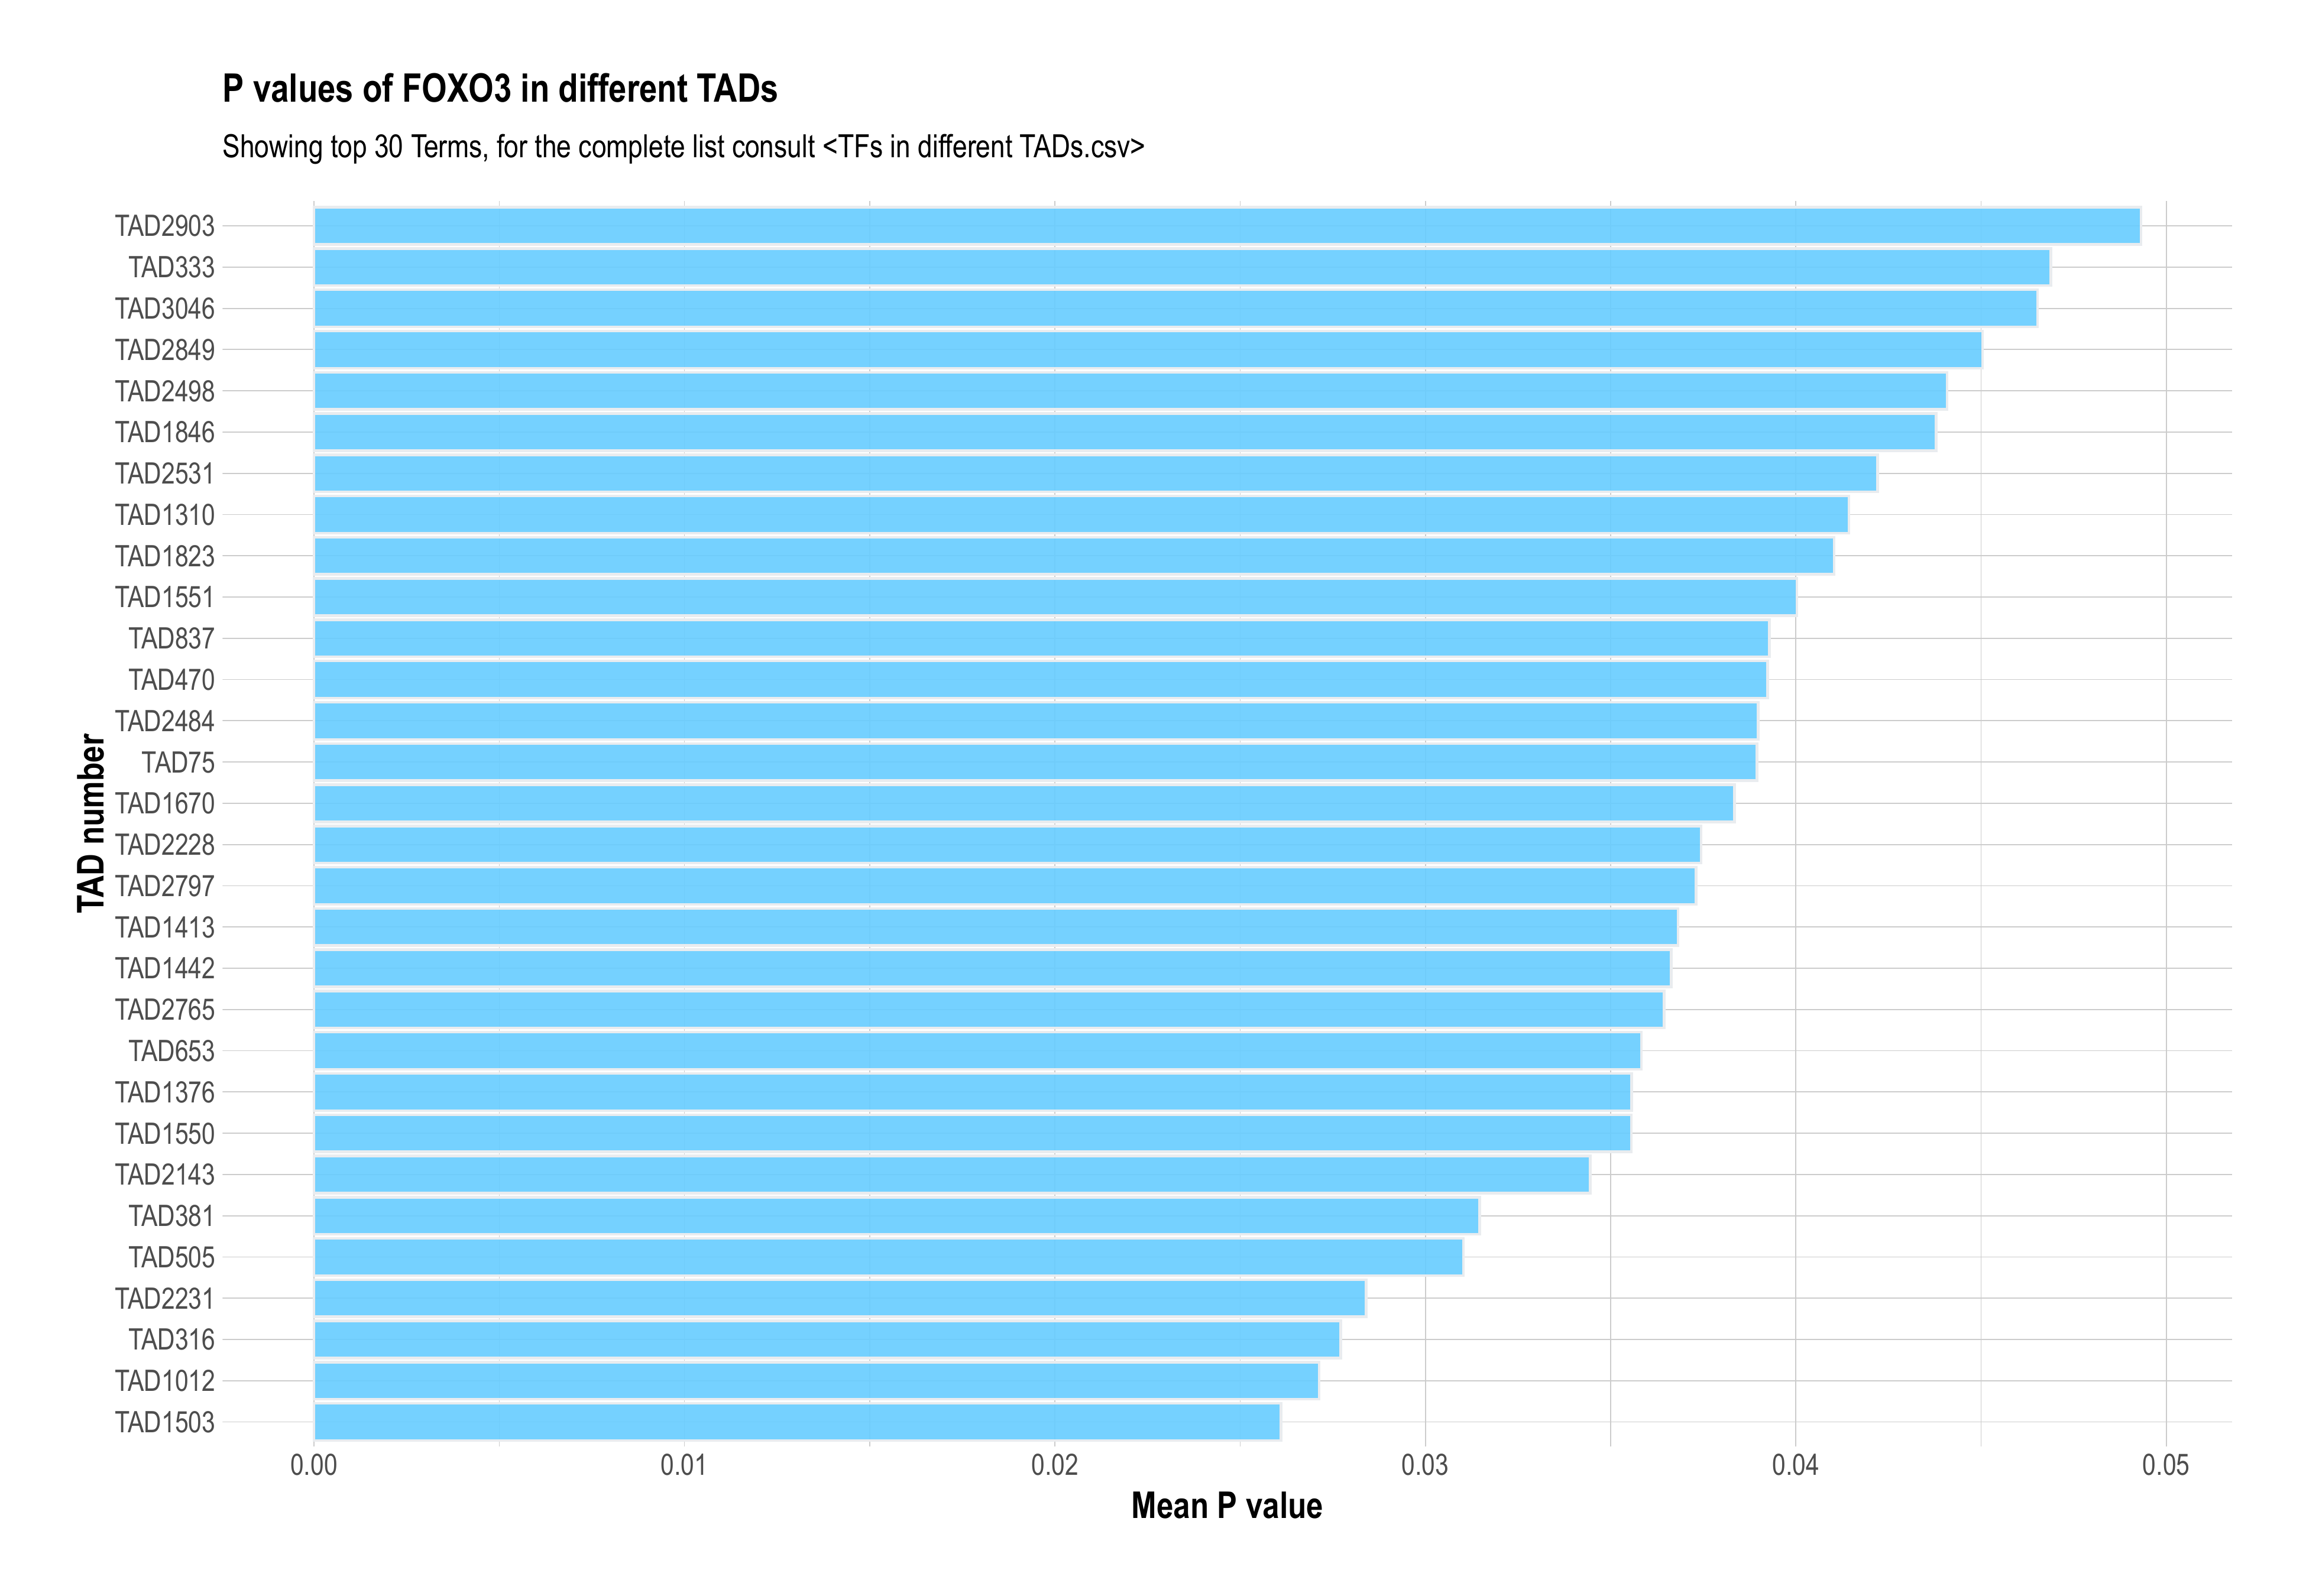 P values of FOXO3 in different TADs
Showing top 30 Terms, for the complete list consult <TFs in different TADs.csv>
TAD number
TAD2903
TAD333
TAD3046
TAD2849
TAD2498
TAD1846
TAD2531
TAD1310
TAD1823
TAD1551
TAD837
TAD470
TAD2484
TAD75
TAD1670
TAD2228
TAD2797
TAD1413
TAD1442
TAD2765
TAD653
TAD1376
TAD1550
TAD2143
TAD381
TAD505
TAD2231
TAD316
TAD1012
TAD1503
0.00 0.01 0.02 0.03 0.04 0.05
Mean P value